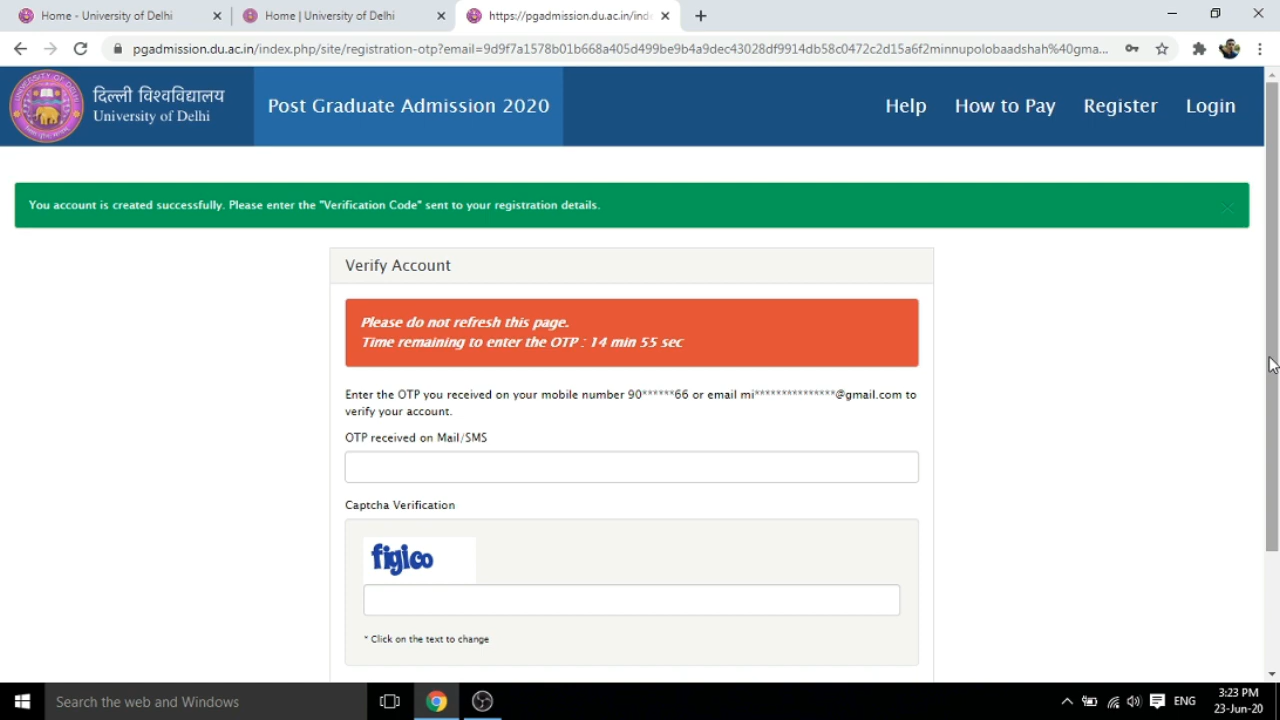 Home - University of Delhi
Home | University of Delhi
https://pgadmission.du.ac.in/ind
pgadmission.du.ac.in/index.php/site/registration-otp?email=9d9f7a1578b01b668a405d499be9b4a9dec43028df9914db58c0472c2d15a6f2minnupolobaadshah%40gma...
दिल्ली विश्वविद्यालय
University of Delhi
Post Graduate Admission 2020
Help
How to Pay
Register
Login
You account is created successfully. Please enter the "Verification Code" sent to your registration details.
Verify Account
Please do not refresh this page.
Time remaining to enter the OTP : 14 min 55 sec
Enter the OTP you received on your mobile number 90******66 or email mi***************@gmail.com to
verify your account.
OTP received on Mail/SMS
Captcha Verification
figico
* Click on the text to change
Search the web and Windows
ENG
3:23 PM
23-Jun-20